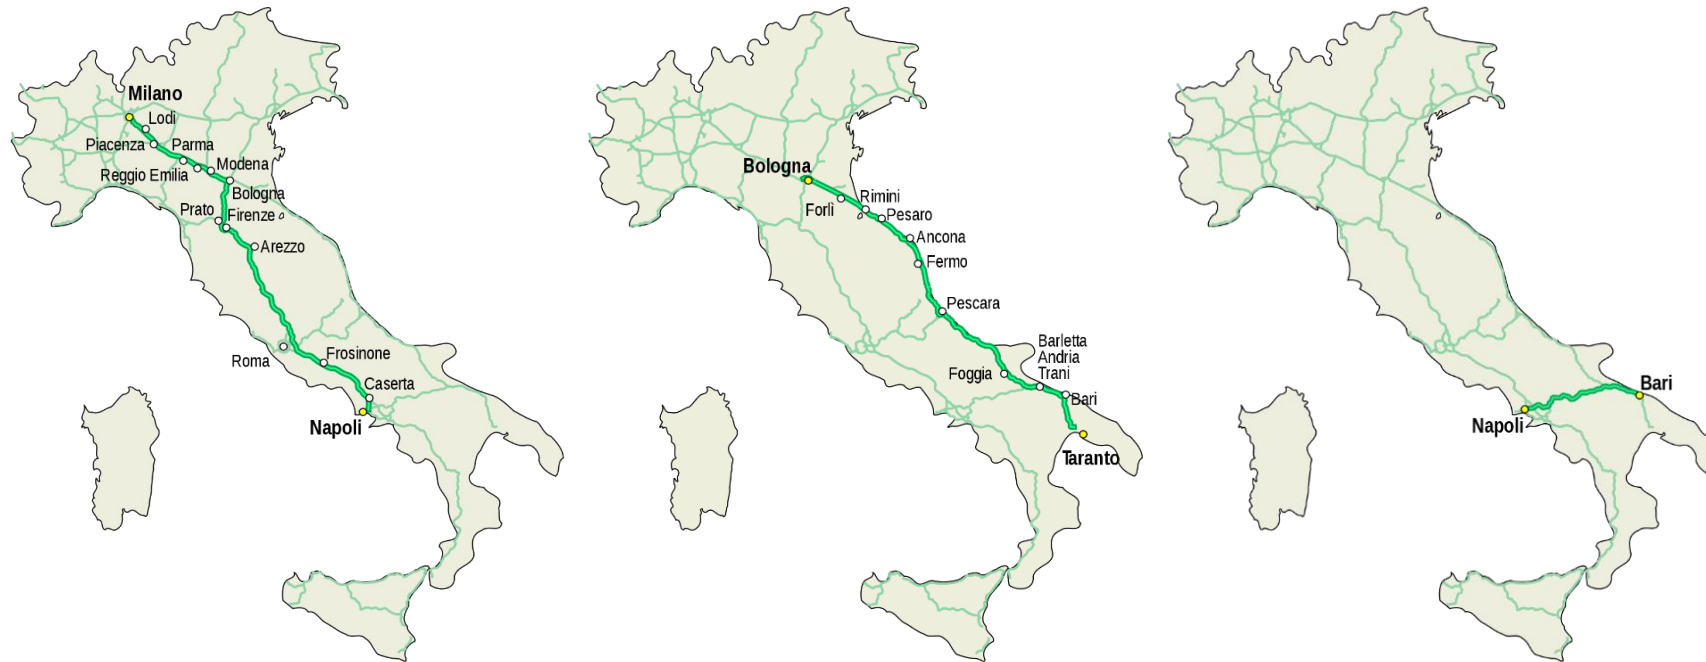 Milano
Lodi
Piacenza
Parma
Modena
Reggio Emilia
Bologna
Prato
Firenze
Arezzo
Roma
Frosinone
Caserta
Napoli
Bologna
Forlì
Rimini
Pesaro
Ancona
Fermo
Pescara
Barletta
Andria
Trani
Foggia
Bari
Taranto
Bari
Napoli